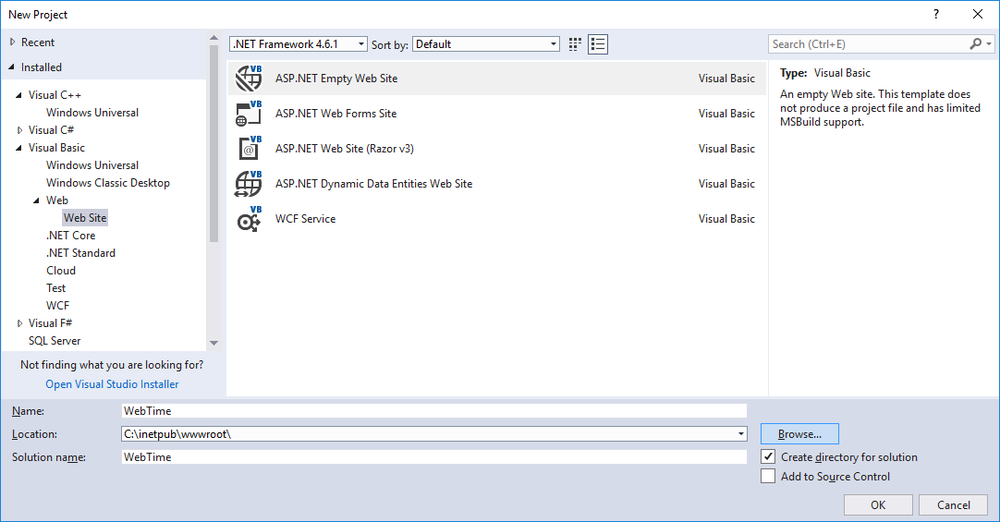 New Project
?
Recent
Installed
Visual C++
Windows Universal
Visual C#
Visual Basic
Windows Universal
Windows Classic Desktop
Web
Web Site
.NET Core
.NET Standard
Cloud
Test
WCF
Visual F#
SQL Server
Not finding what you are looking for?
Open Visual Studio Installer
.NET Framework 4.6.1 Sort by: Default
VB ASP.NET Empty Web Site Visual Basic
VB ASP.NET Web Forms Site Visual Basic
VB @ ASP.NET Web Site (Razor v3) Visual Basic
VB ASP.NET Dynamic Data Entities Web Site Visual Basic
VB WCF Service Visual Basic
Search (Ctrl+E)
Type: Visual Basic
An empty Web site. This template does
not produce a project file and has limited
MSBuild support.
Name: WebTime
Location: C:\inetpub\wwwroot\ Browse...
Solution name: WebTime
Create directory for solution
Add to Source Control
OK Cancel